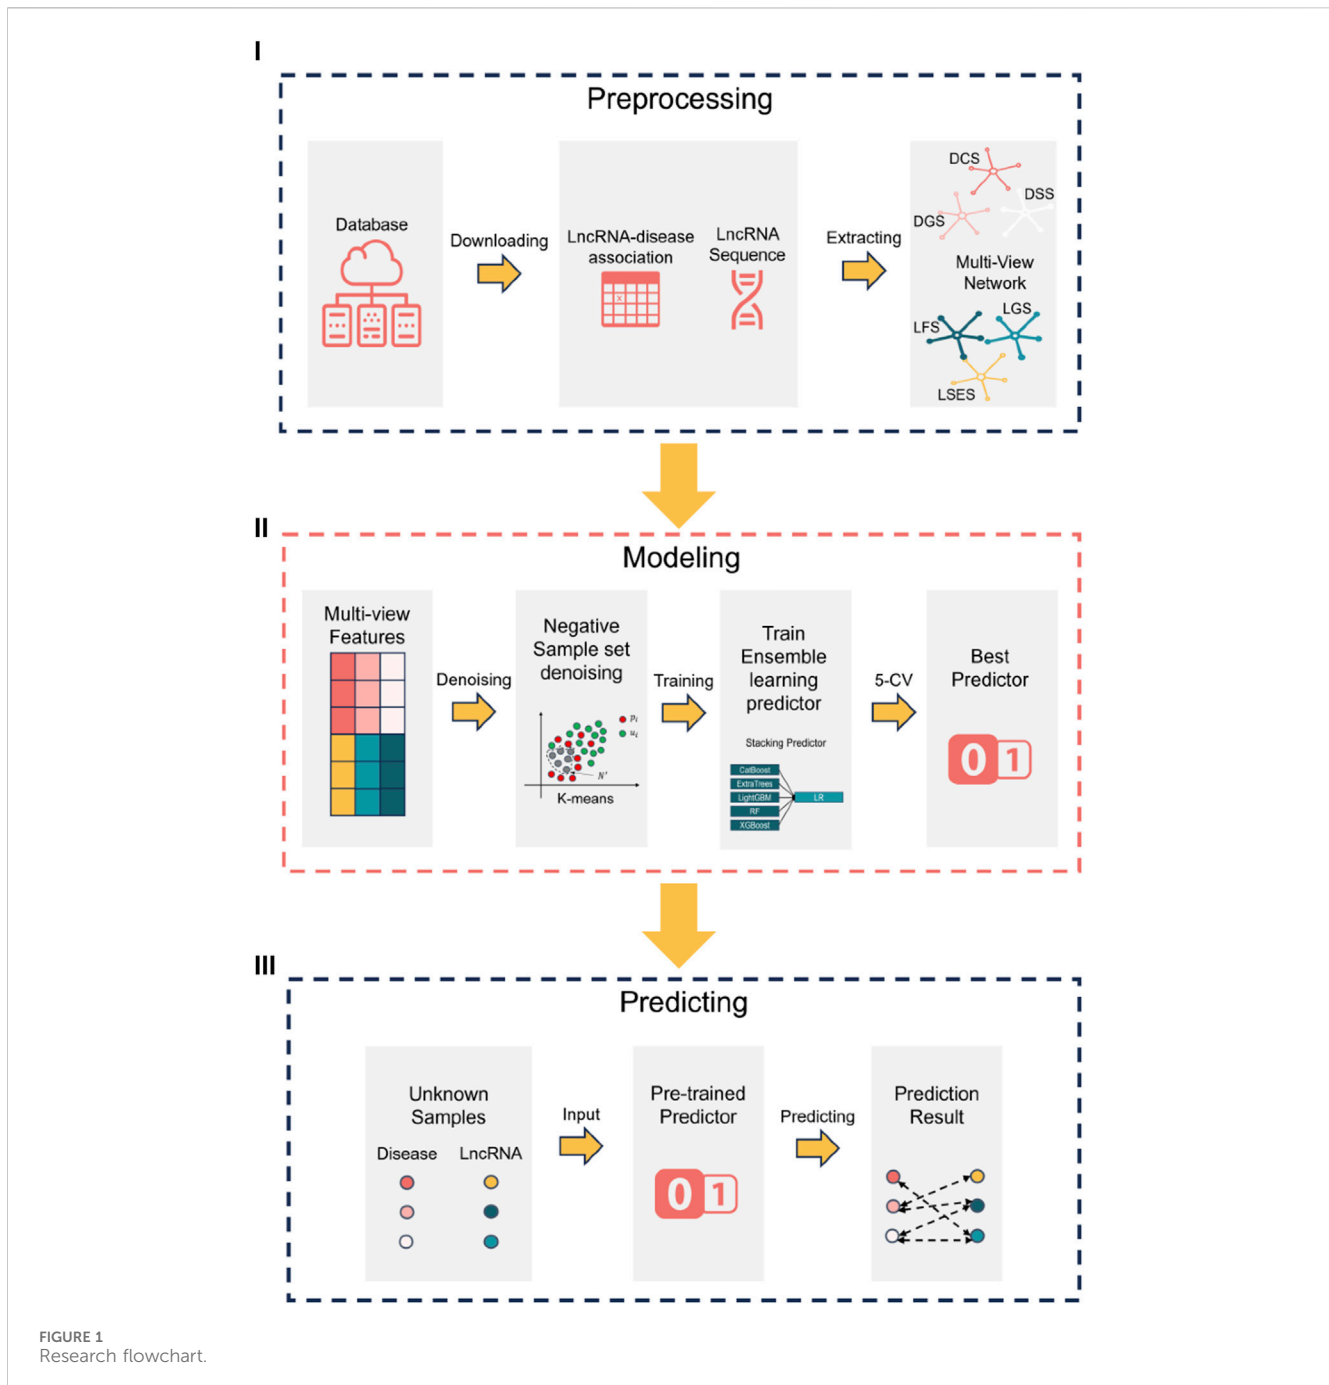 I
Preprocessing
Database
Downloading
LncRNA-disease
association
LncRNA
Sequence
x
Extracting
DCS
DSS
DGS
Multi-View
Network
LFS
LGS
LSES
II
Modeling
Multi-view
Features
Denoising
Negative
Sample set
denoising
pᵢ
uᵢ
N'
K-means
Training
Train
Ensemble
learning
predictor
Stacking Predictor
CatBoost
ExtraTrees
LightGBM
RF
XGBoost
LR
5-CV
Best
Predictor
0 1
III
Predicting
Unknown
Samples
Disease LncRNA
Input
Pre-trained
Predictor
0 1
Predicting
Prediction
Result
FIGURE 1
Research flowchart.